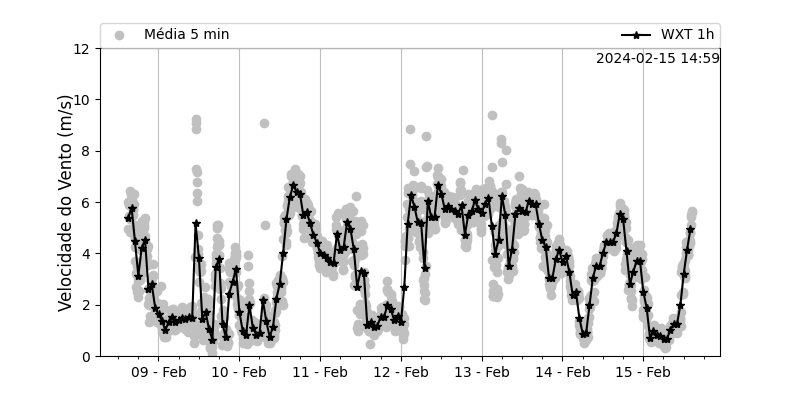 Média 5 min
WXT 1h
2024-02-15 14:59
Velocidade do Vento (m/s)
12
10
8
6
4
2
0
09 - Feb
10 - Feb
11 - Feb
12 - Feb
13 - Feb
14 - Feb
15 - Feb